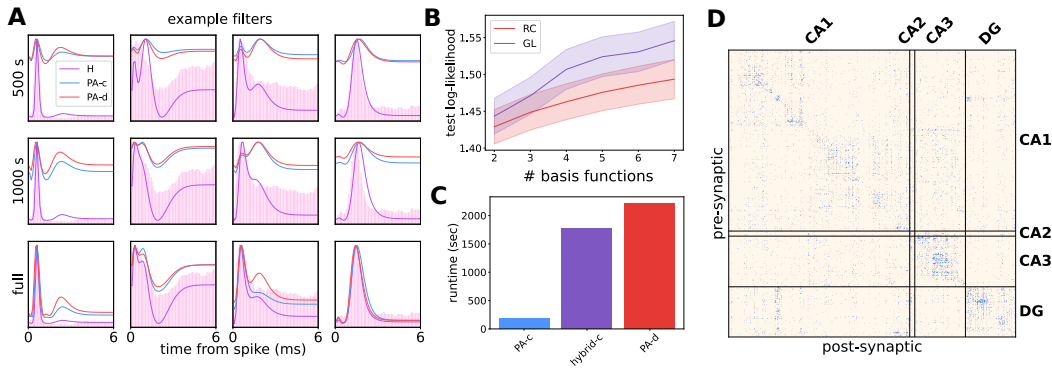 A
example filters
500 s
H
PA-c
PA-d
1000 s
full
0
6
0
6
0
6
0
6
time from spike (ms)
B
test log-likelihood
1.55
1.50
1.45
1.40
RC
GL
2
3
4
5
6
7
# basis functions
C
runtime (sec)
2000
1500
1000
500
0
PA-c
hybrid-c
PA-d
D
CA1
CA2
CA3
DG
pre-synaptic
CA1
CA2
CA3
DG
post-synaptic